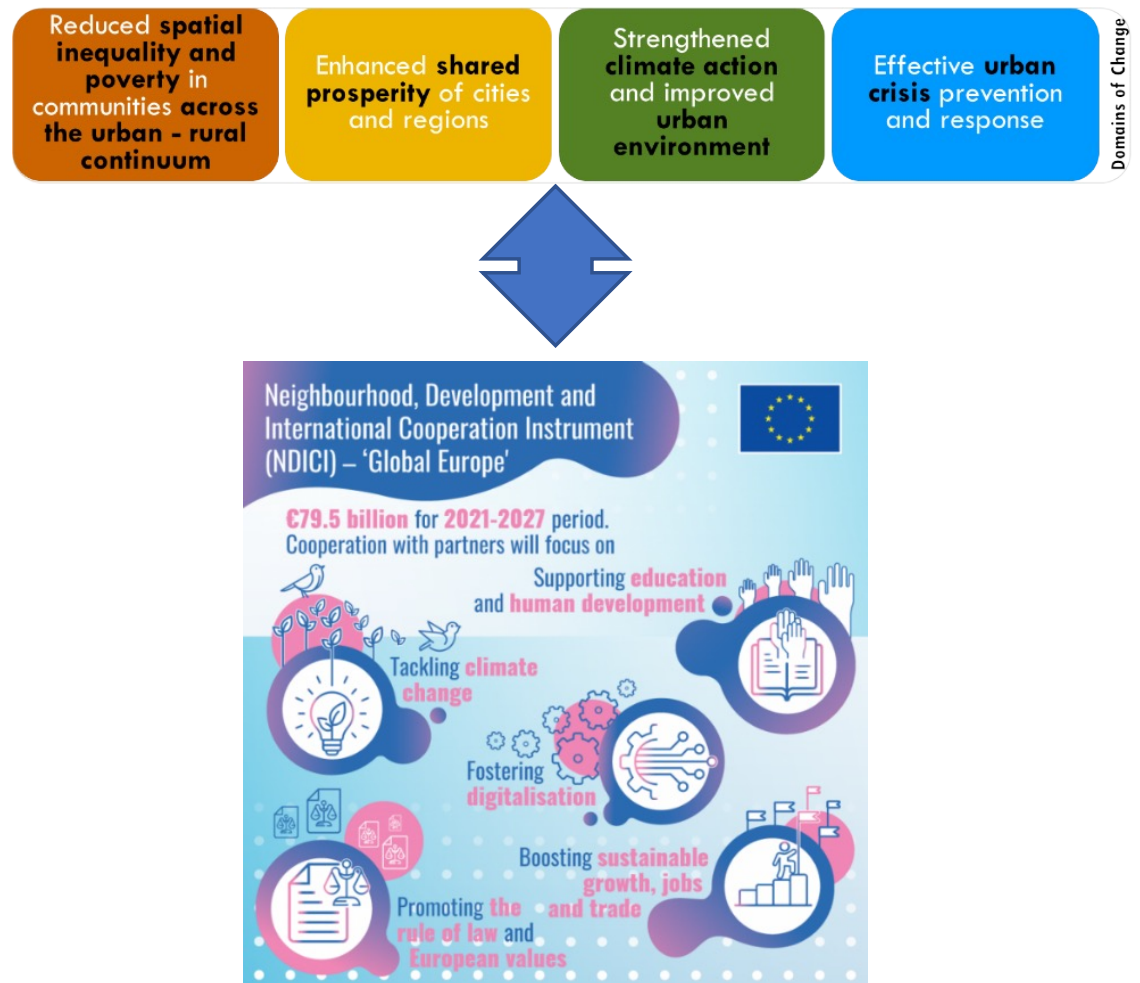 Reduced spatial
inequality and
poverty in
communities across
the urban - rural
continuum
Enhanced shared
prosperity of cities
and regions
Strengthened
climate action
and improved
urban
environment
Effective urban
crisis prevention
and response
Domains of Change
Neighbourhood, Development and
International Cooperation Instrument
(NDICI) – ‘Global Europe'
€79.5 billion for 2021-2027 period.
Cooperation with partners will focus on
Supporting education
and human development
Tackling climate
change
Fostering
digitalisation
Boosting sustainable
growth, jobs
and trade
Promoting the
rule of law and
European values